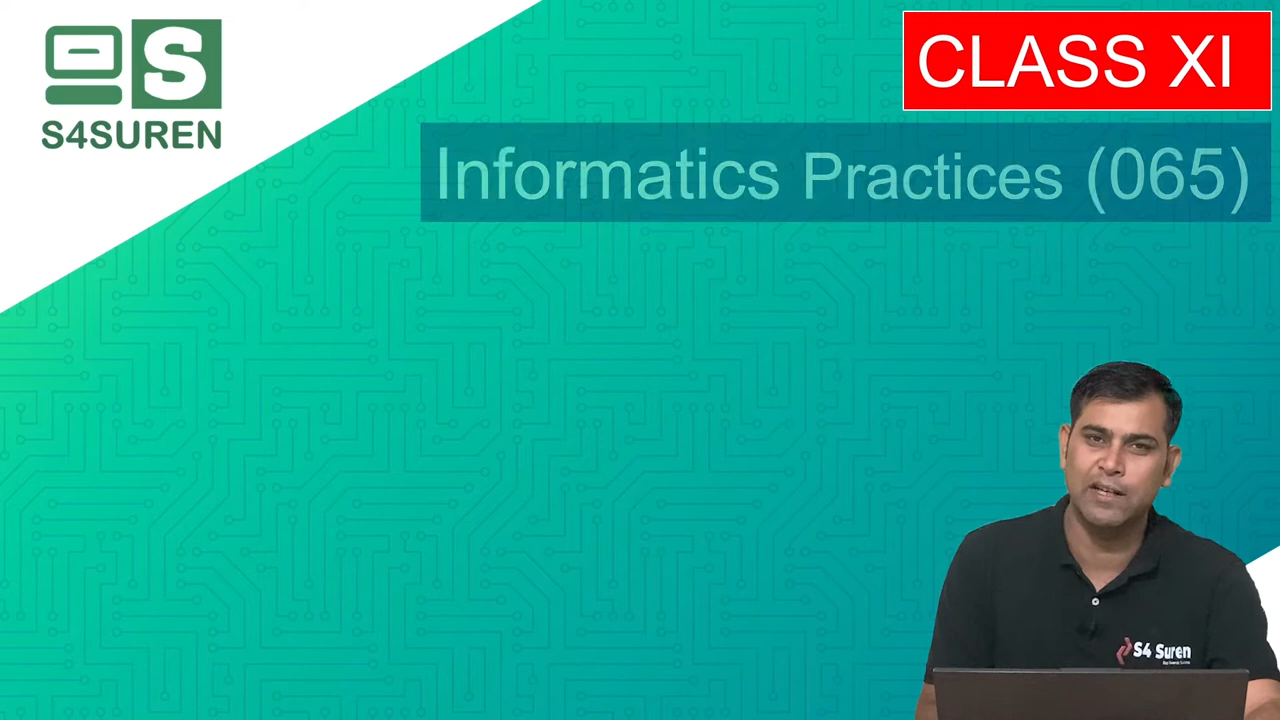 S
S4SUREN
CLASS XI
Informatics Practices (065)
S4 Suren